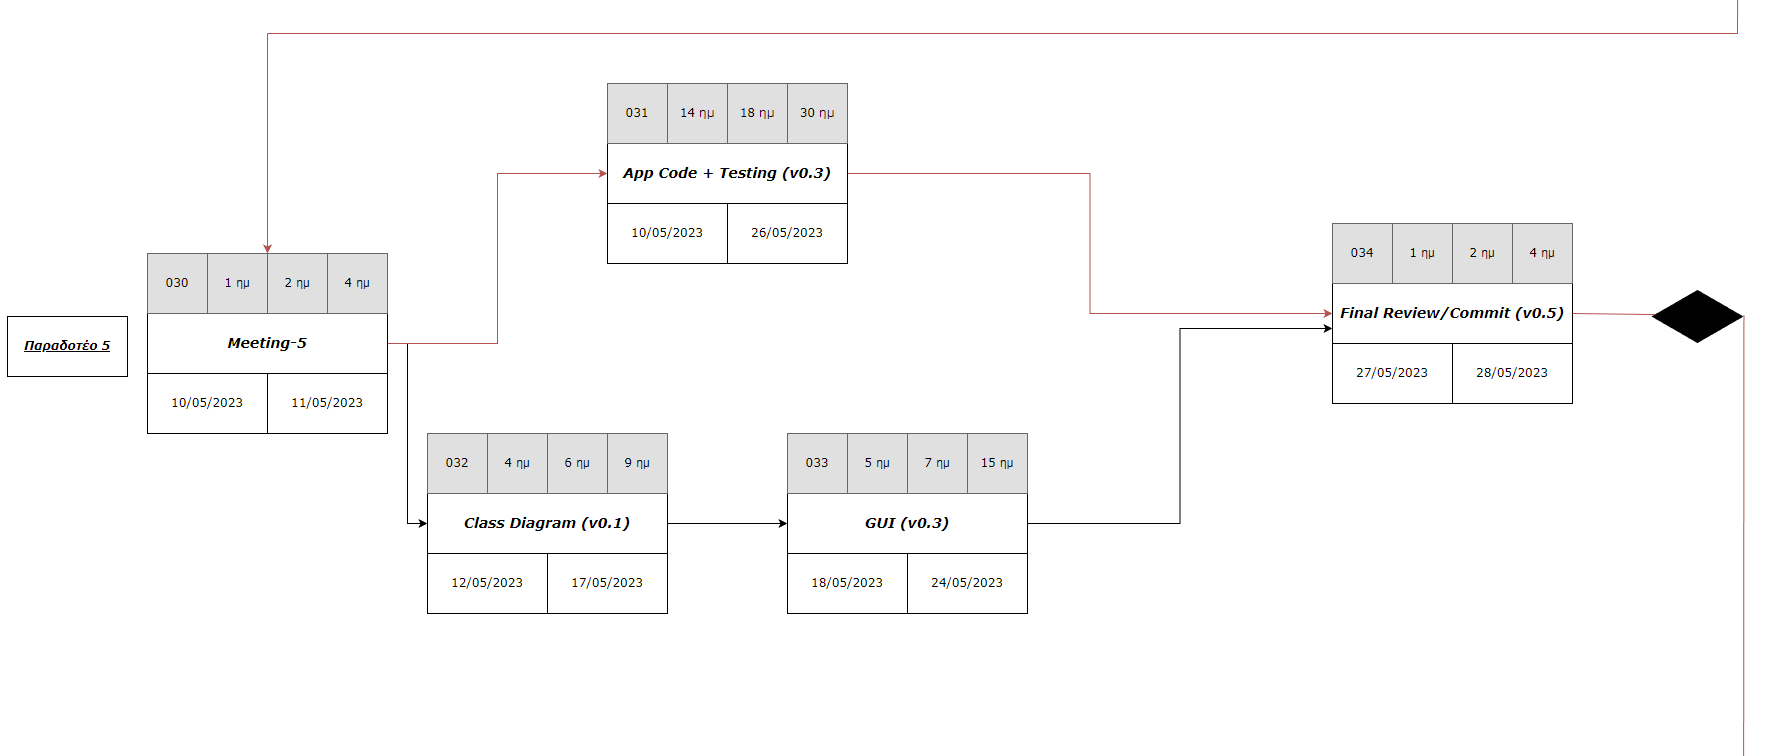 Παραδοτέο 5
030 1 ημ 2 ημ 4 ημ
Meeting-5
10/05/2023 11/05/2023
031 14 ημ 18 ημ 30 ημ
App Code + Testing (v0.3)
10/05/2023 26/05/2023
032 4 ημ 6 ημ 9 ημ
Class Diagram (v0.1)
12/05/2023 17/05/2023
033 5 ημ 7 ημ 15 ημ
GUI (v0.3)
18/05/2023 24/05/2023
034 1 ημ 2 ημ 4 ημ
Final Review/Commit (v0.5)
27/05/2023 28/05/2023